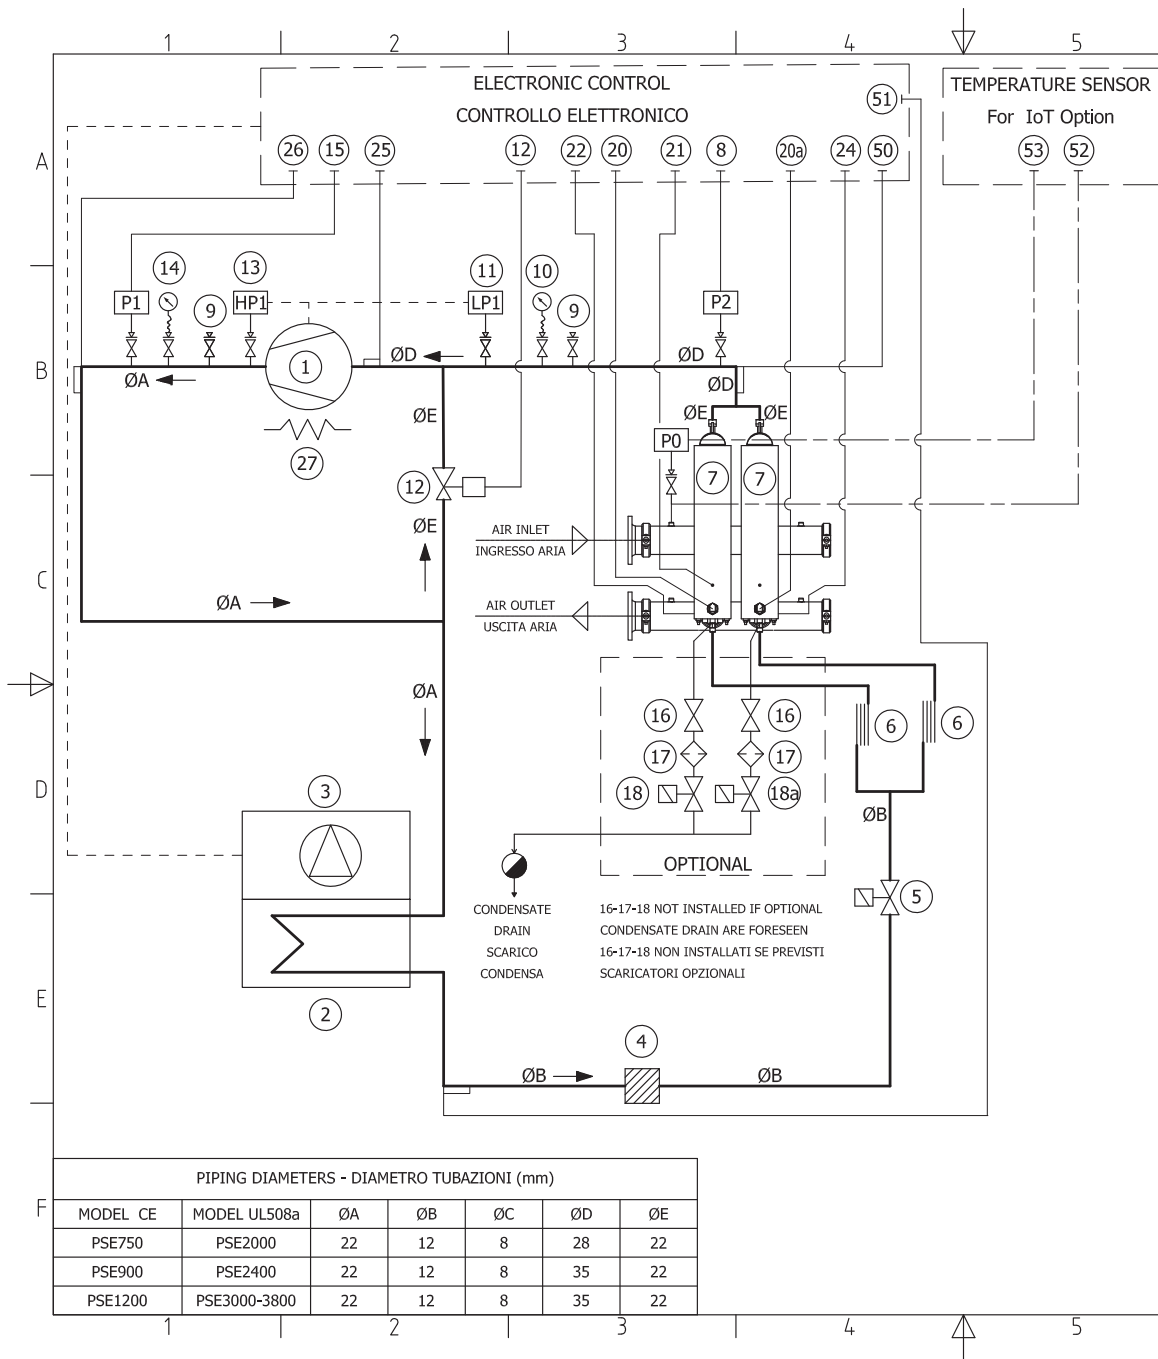 1 2 3 4 5
ELECTRONIC CONTROL
CONTROLLO ELETTRONICO
51
TEMPERATURE SENSOR
For IoT Option
26 15 25 12 22 20 21 8 20a 24 50
53 52
A
14 13 11 10
P1 9 HP1 LP1 9 P2
B
1
ØD ØD
ØA ØD
ØE ØE ØE
P0
27
7 7
12
ØE
AIR INLET
INGRESSO ARIA
C
ØA
AIR OUTLET
USCITA ARIA
ØA
16 16
6 6
17 17
D
3
18 18a
ØB
OPTIONAL
5
CONDENSATE
DRAIN
SCARICO
CONDENSA
16-17-18 NOT INSTALLED IF OPTIONAL
CONDENSATE DRAIN ARE FORESEEN
16-17-18 NON INSTALLATI SE PREVISTI
SCARICATORI OPZIONALI
E
2
4
ØB ØB
PIPING DIAMETERS - DIAMETRO TUBAZIONI (mm)
F
MODEL CE MODEL UL508a ØA ØB ØC ØD ØE
PSE750 PSE2000 22 12 8 28 22
PSE900 PSE2400 22 12 8 35 22
PSE1200 PSE3000-3800 22 12 8 35 22
1 2 3 4 5